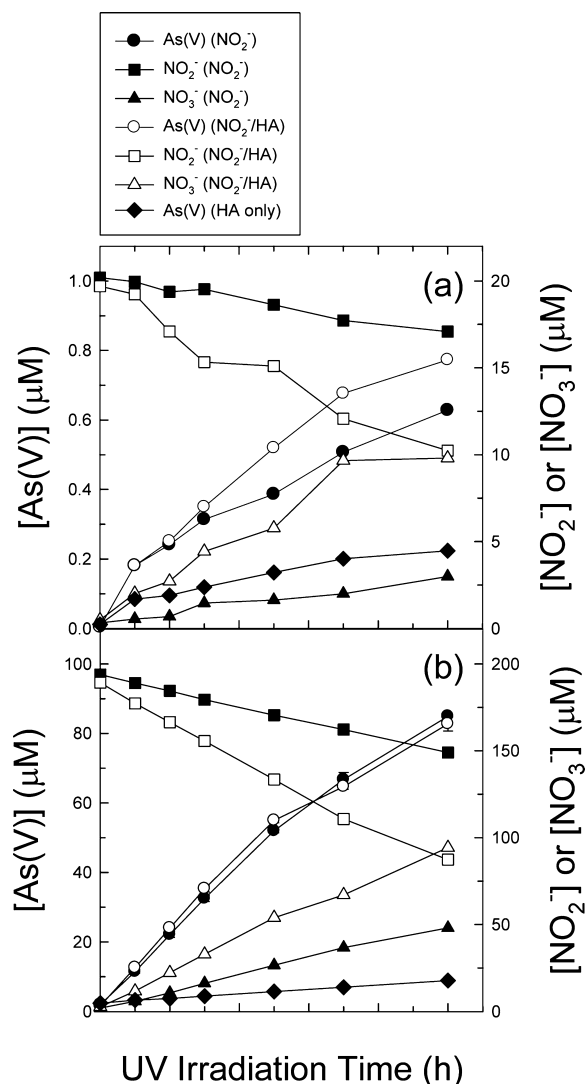 As(V) (NO₂⁻)
NO₂⁻ (NO₂⁻)
NO₃⁻ (NO₂⁻)
As(V) (NO₂⁻/HA)
NO₂⁻ (NO₂⁻/HA)
NO₃⁻ (NO₂⁻/HA)
As(V) (HA only)
(a)
1.0
0.8
0.6
0.4
0.2
0.0
[As(V)] (μM)
20
15
10
5
0
[NO₂⁻] or [NO₃⁻] (μM)
(b)
100
80
60
40
20
0
[As(V)] (μM)
200
150
100
50
0
[NO₂⁻] or [NO₃⁻] (μM)
UV Irradiation Time (h)